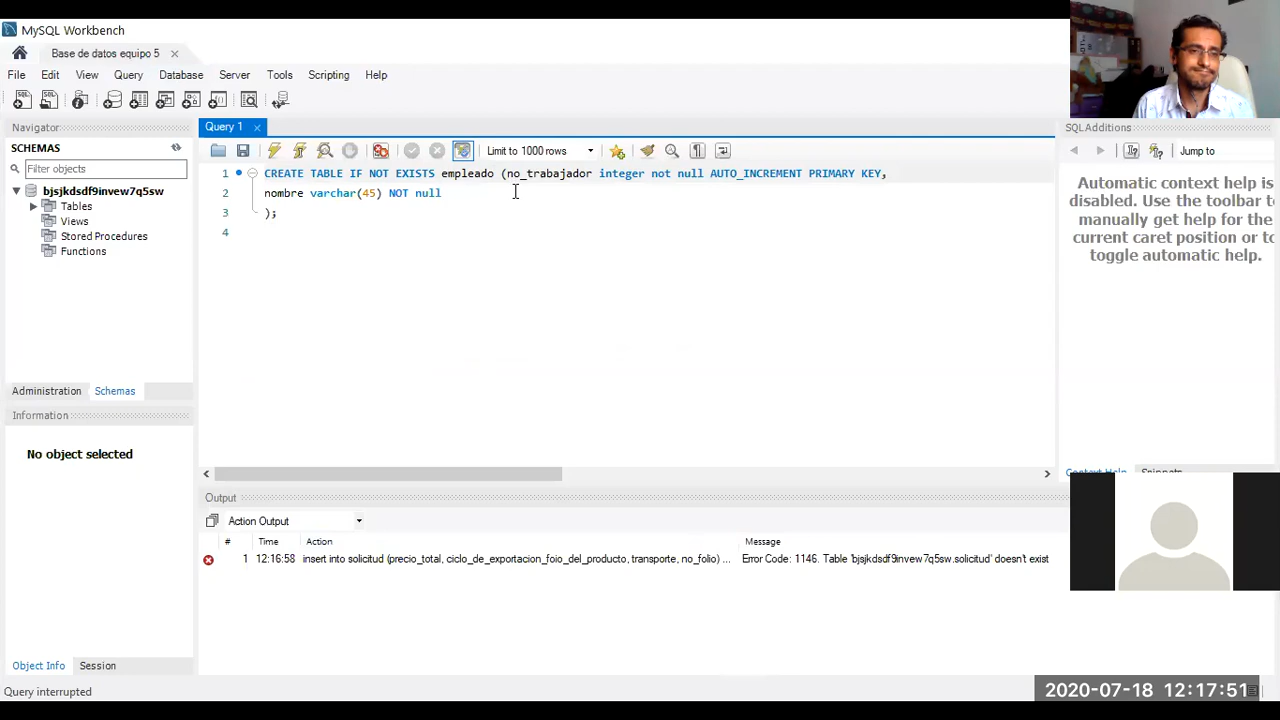 MySQL Workbench
Base de datos equipo 5
File Edit View Query Database Server Tools Scripting Help
Navigator
SCHEMAS
Filter objects
bjsjkdsdf9invew7q5sw
Tables
Views
Stored Procedures
Functions
Administration Schemas
Information
No object selected
Object Info Session
Query interrupted
Query 1
Limit to 1000 rows
1 CREATE TABLE IF NOT EXISTS empleado (no_trabajador integer not null AUTO_INCREMENT PRIMARY KEY,
2 nombre varchar(45) NOT null
3 );
4
Output
Action Output
# Time Action Message
1 12:16:58 insert into solicitud (precio_total, ciclo_de_exportacion_foio_del_producto, transporte, no_folio) ... Error Code: 1146. Table 'bjsjkdsdf9invew7q5sw.solicitud' doesn't exist
SQLAdditions
Jump to
Automatic context help is
disabled. Use the toolbar to
manually get help for the
current caret position or to
toggle automatic help.
Context Help Snippets
2020-07-18 12:17:51